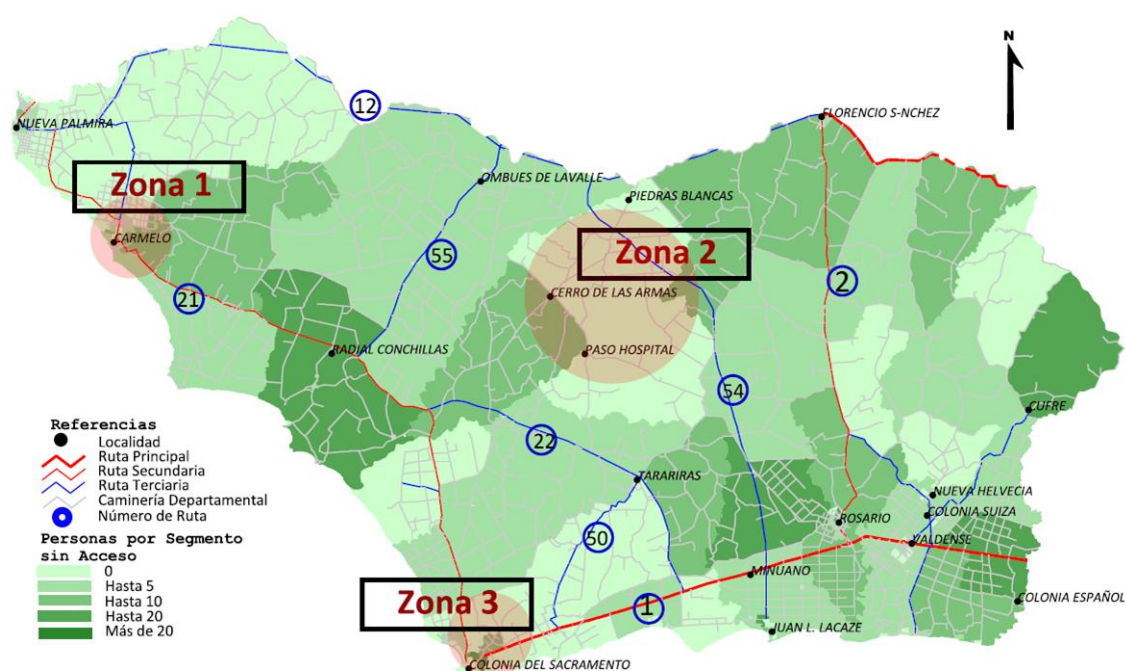 N
12
FLORENCIO S-NCHEZ
NUEVA PALMIRA
Zona 1
OMBUES DE LAVALLE
PIEDRAS BLANCAS
CARMELO
55
Zona 2
2
21
CERRO DE LAS ARMAS
RADIAL CONCHILLAS
PASO HOSPITAL
54
CUFRE
Referencias
Localidad
Ruta Principal
Ruta Secundaria
Ruta Terciaria
Caminería Departamental
Número de Ruta
Personas por Segmento
sin Acceso
0
Hasta 5
Hasta 10
Hasta 20
Más de 20
22
TARARIRAS
NUEVA HELVECIA
COLONIA SUIZA
ROSARIO
VALDENSE
50
MINUANO
Zona 3
1
COLONIA ESPAÑOL
JUAN L. LACAZE
COLONIA DEL SACRAMENTO